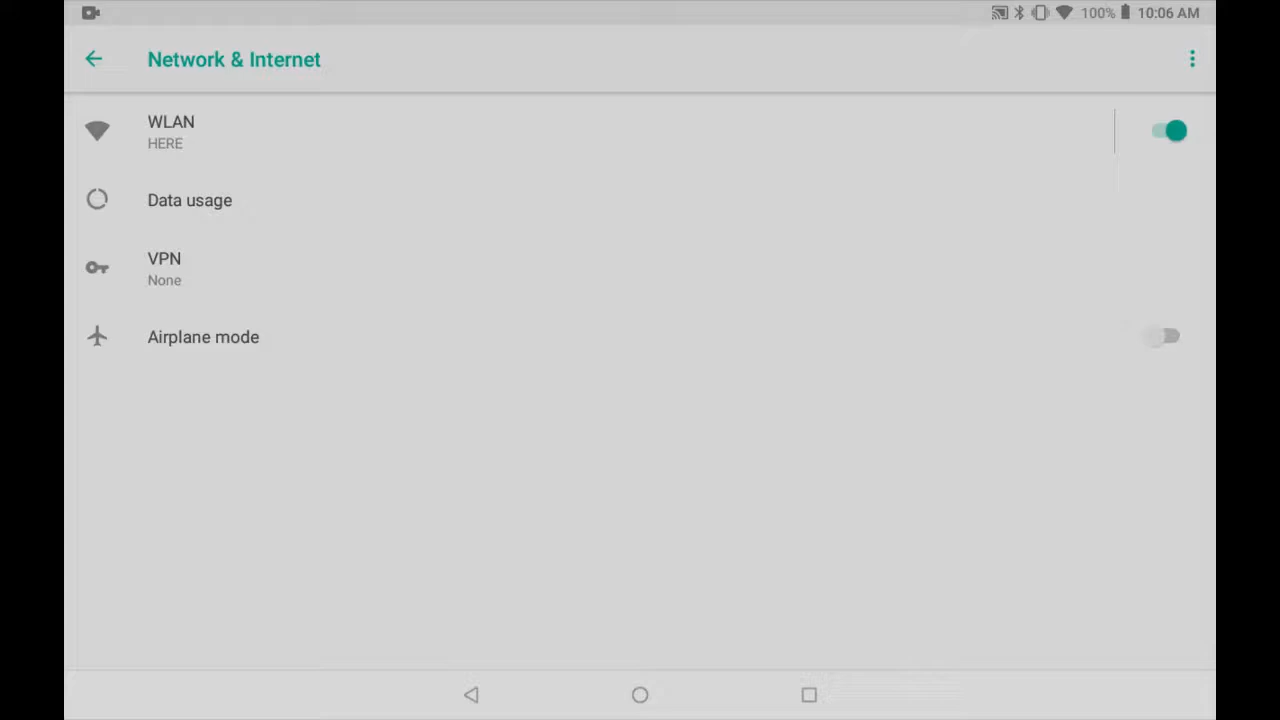 100% 10:06 AM
Network & Internet
WLAN
HERE
Data usage
VPN
None
Airplane mode